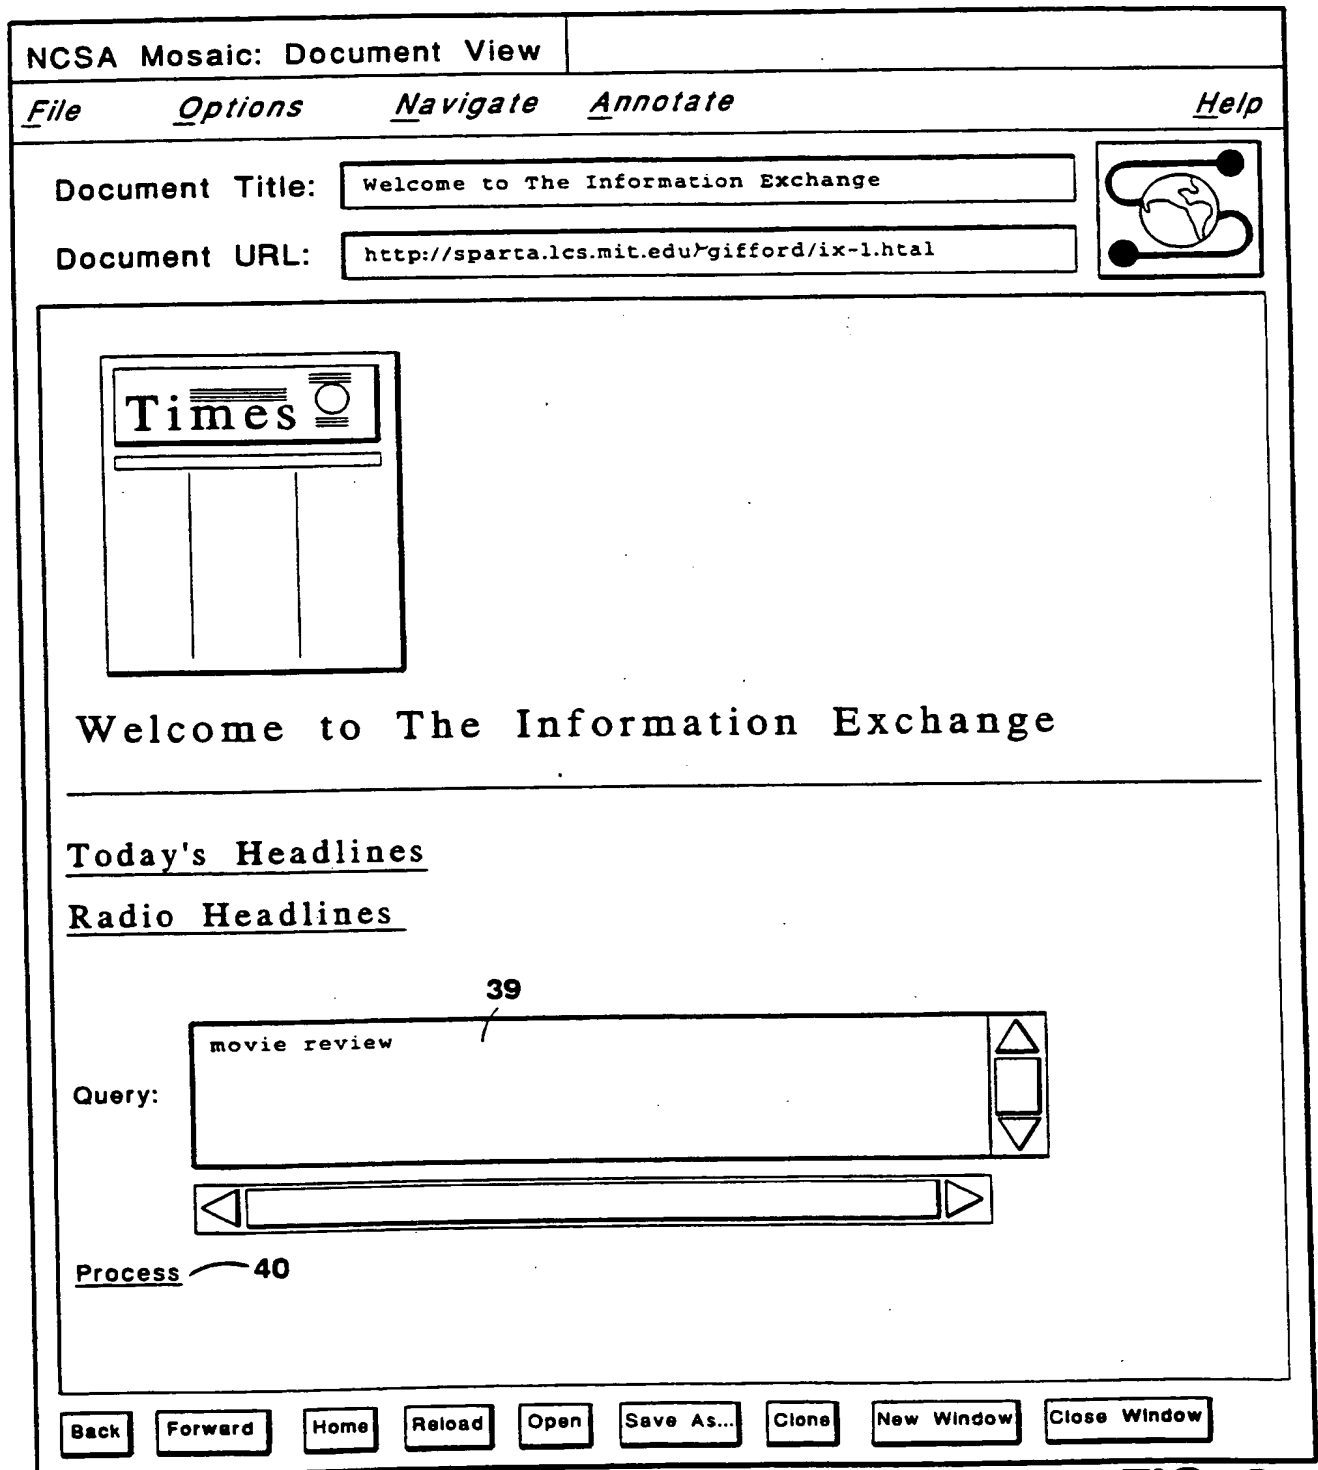 NCSA Mosaic: Document View
File Options Navigate Annotate Help
Document Title: Welcome to The Information Exchange
Document URL: http://sparta.lcs.mit.edu/~gifford/ix-1.htal
Times
Welcome to The Information Exchange
Today's Headlines
Radio Headlines
39
movie review
Query:
Process 40
Back Forward Home Reload Open Save As... Clone New Window Close Window